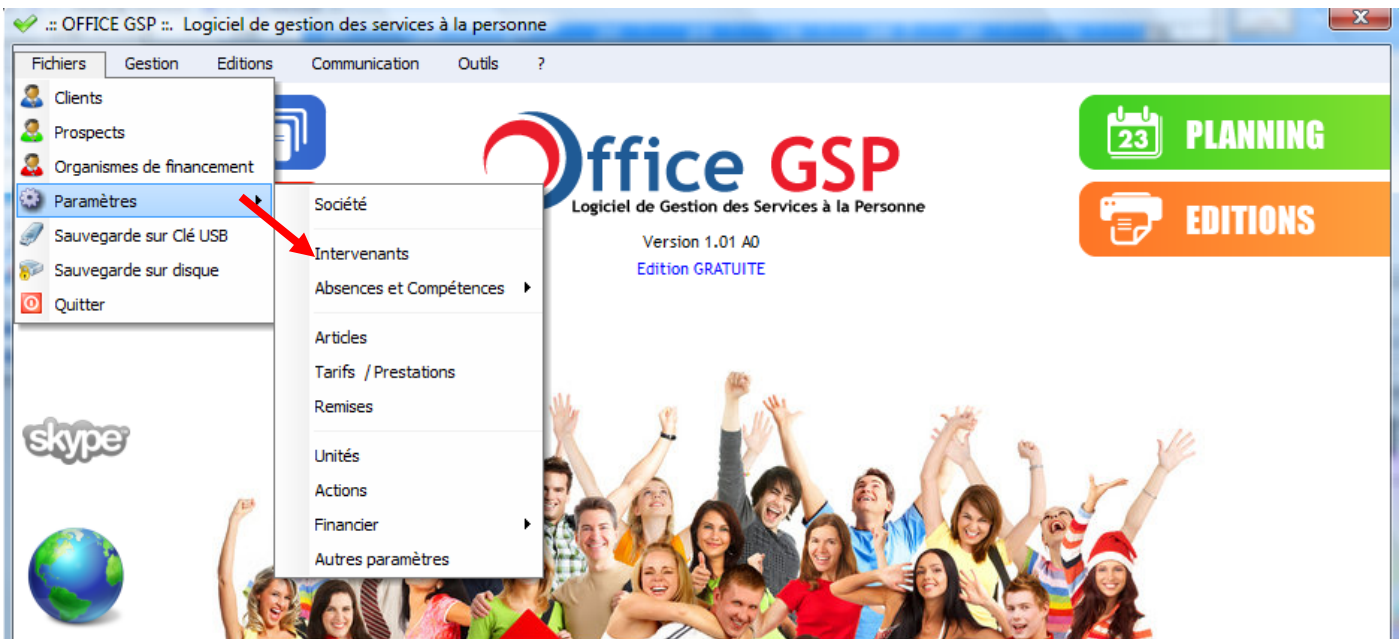 .:: OFFICE GSP ::. Logiciel de gestion des services à la personne
X
Fichiers Gestion Editions Communication Outils ?
Clients
Prospects
Organismes de financement
Paramètres
Sauvegarde sur Clé USB
Sauvegarde sur disque
Quitter
Société
Intervenants
Absences et Compétences
Articles
Tarifs / Prestations
Remises
Unités
Actions
Financier
Autres paramètres
Office GSP
Logiciel de Gestion des Services à la Personne
Version 1.01 A0
Edition GRATUITE
23 PLANNING
EDITIONS
skype